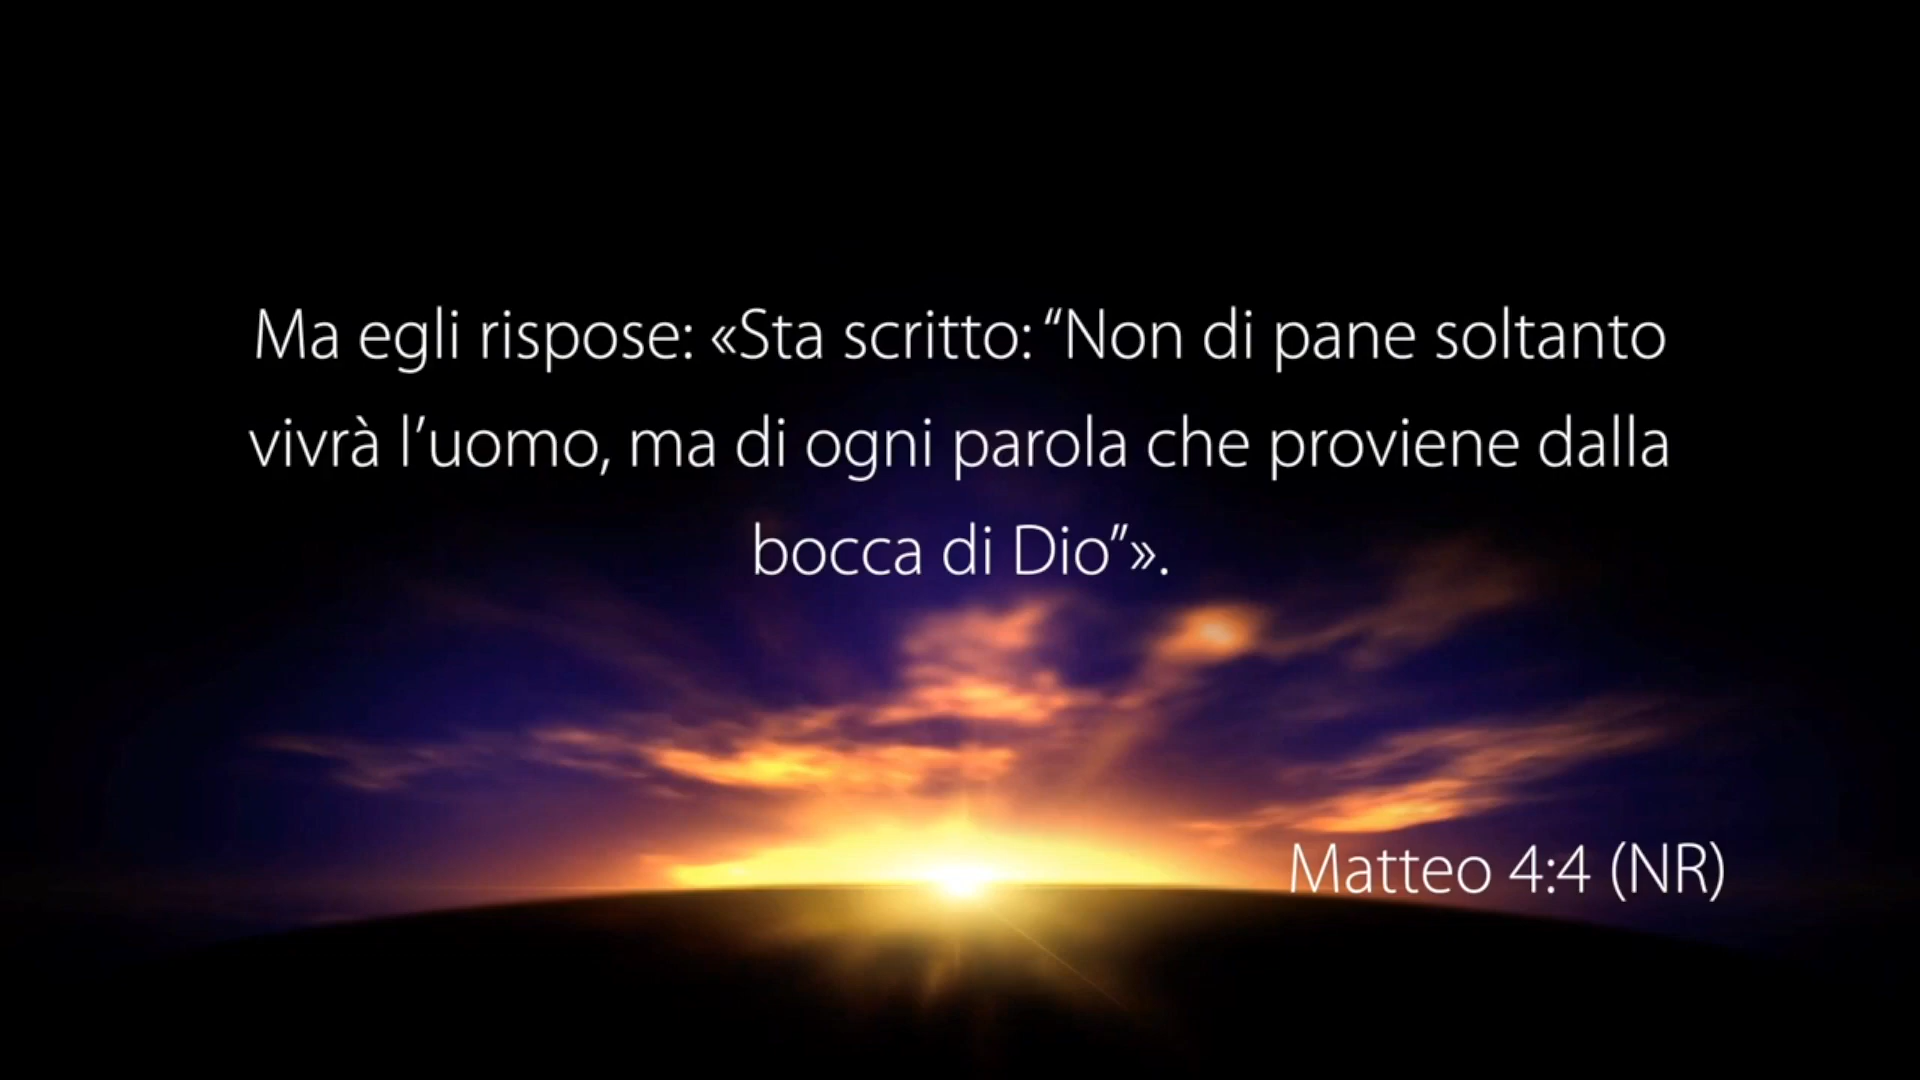 Ma egli rispose: «Sta scritto: “Non di pane soltanto
vivrà l’uomo, ma di ogni parola che proviene dalla
bocca di Dio”».
Matteo 4:4 (NR)